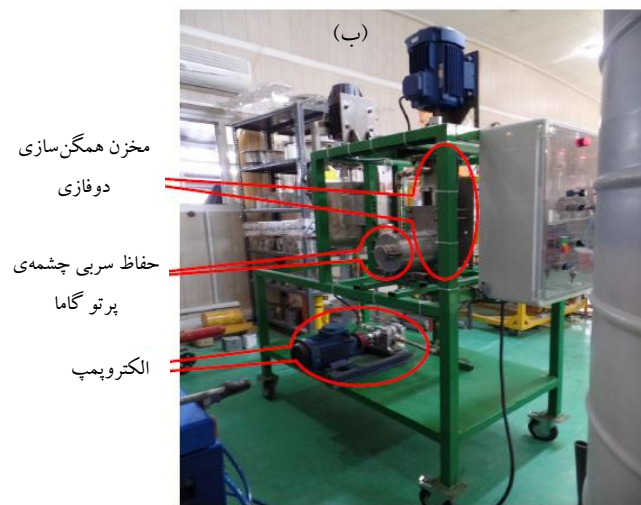 (ب)
مخزن همگن‌سازی
دوفازی
حفاظ سربی چشمه‌ی
پرتو گاما
الکتروپمپ